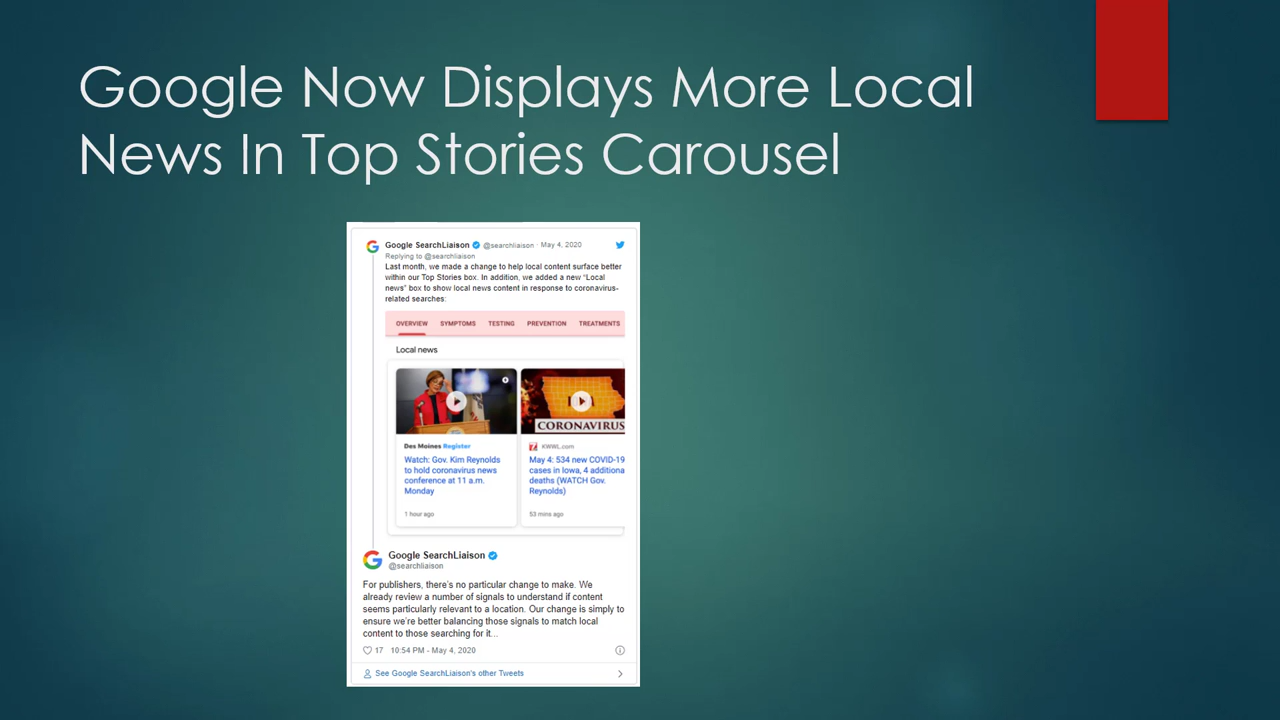 Google Now Displays More Local
News In Top Stories Carousel
Google SearchLiaison @searchliaison · May 4, 2020
Replying to @searchliaison
Last month, we made a change to help local content surface better
within our Top Stories box. In addition, we added a new "Local
news" box to show local news content in response to coronavirus-
related searches:
OVERVIEW SYMPTOMS TESTING PREVENTION TREATMENTS
Local news
CORONAVIRUS
Des Moines Register
Watch: Gov. Kim Reynolds
to hold coronavirus news
conference at 11 a.m.
Monday
1 hour ago
7 KWWL.com
May 4: 534 new COVID-19
cases in Iowa, 4 additiona
deaths (WATCH Gov.
Reynolds)
53 mins ago
Google SearchLiaison
@searchliaison
For publishers, there's no particular change to make. We
already review a number of signals to understand if content
seems particularly relevant to a location. Our change is simply to
ensure we're better balancing those signals to match local
content to those searching for it...
17 10:54 PM - May 4, 2020
See Google SearchLiaison's other Tweets